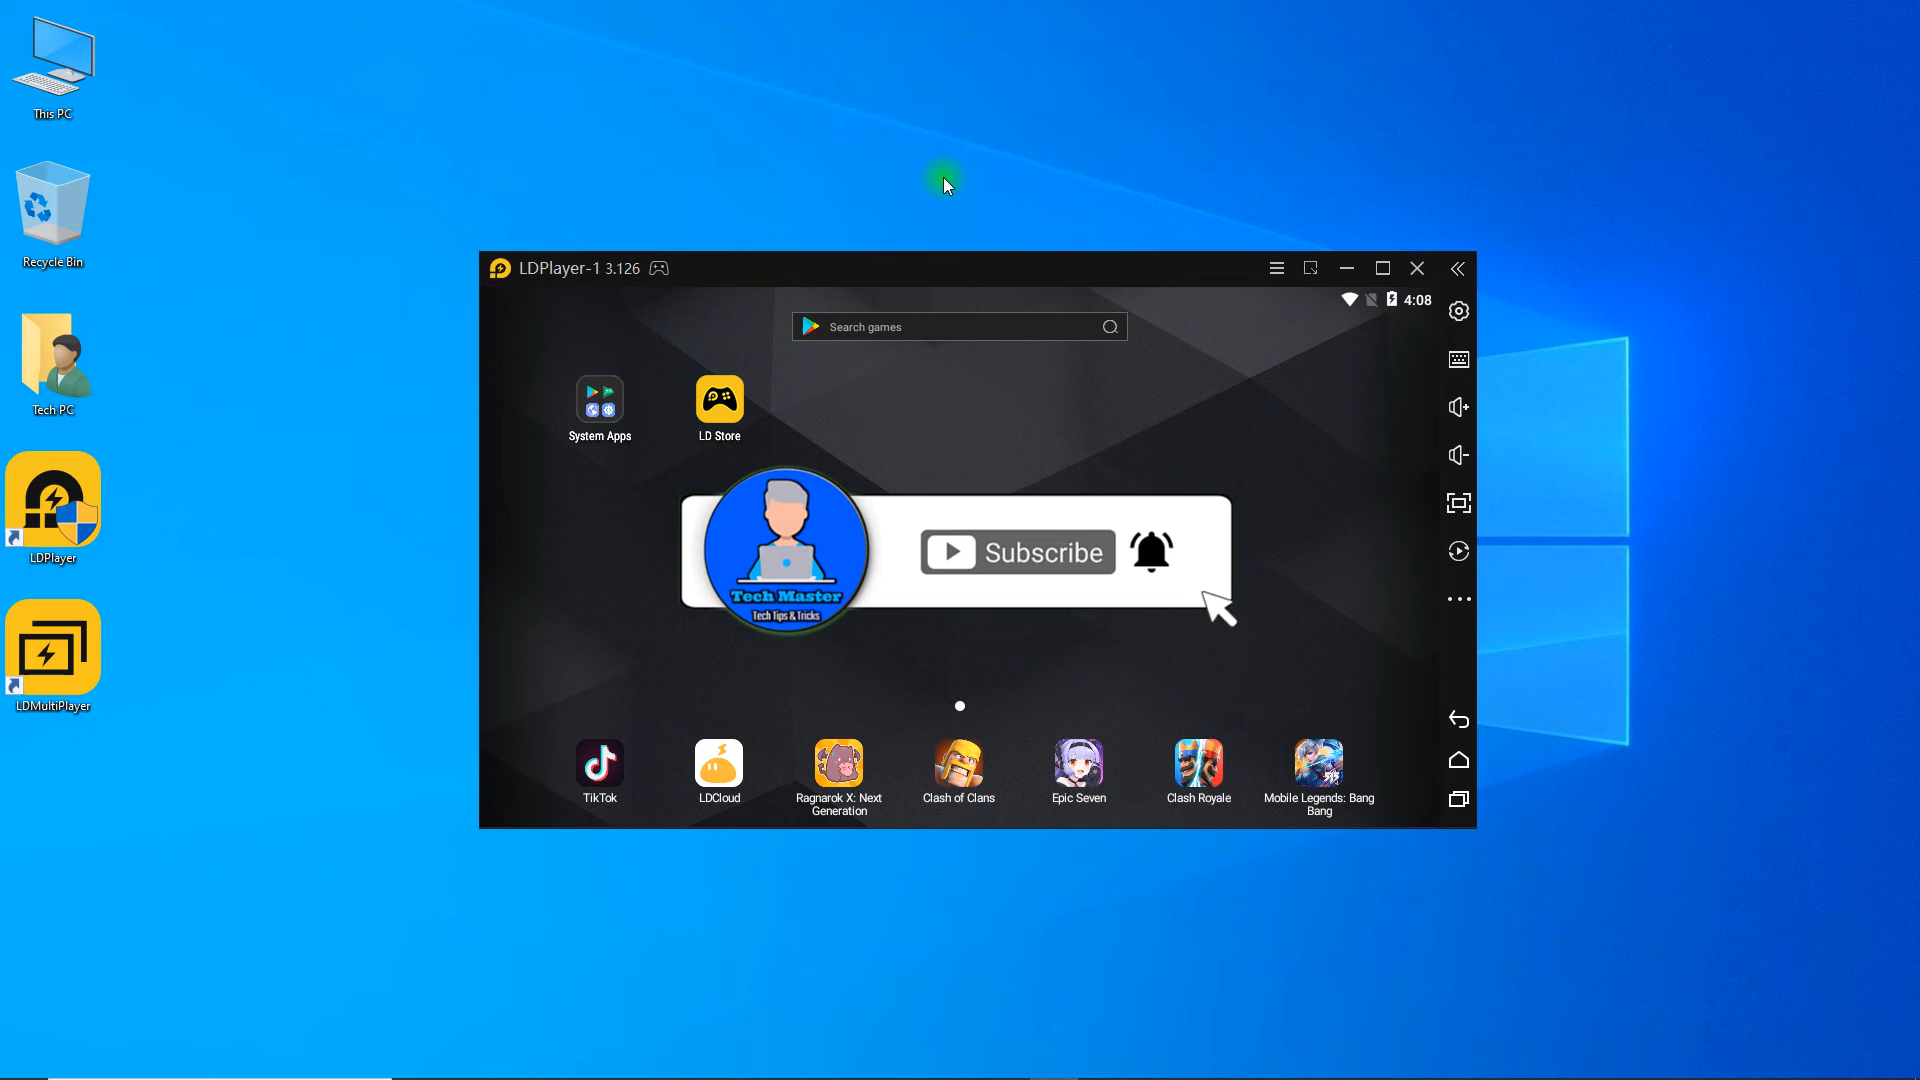 This PC
Recycle Bin
Tech PC
LDPlayer
LDMultiPlayer
LDPlayer-1 3.126
4:08
Search games
System Apps
LD Store
Tech Master
Tech Tips & Tricks
Subscribe
TikTok
LDCloud
Ragnarok X: Next
Generation
Clash of Clans
Epic Seven
Clash Royale
Mobile Legends: Bang
Bang
515